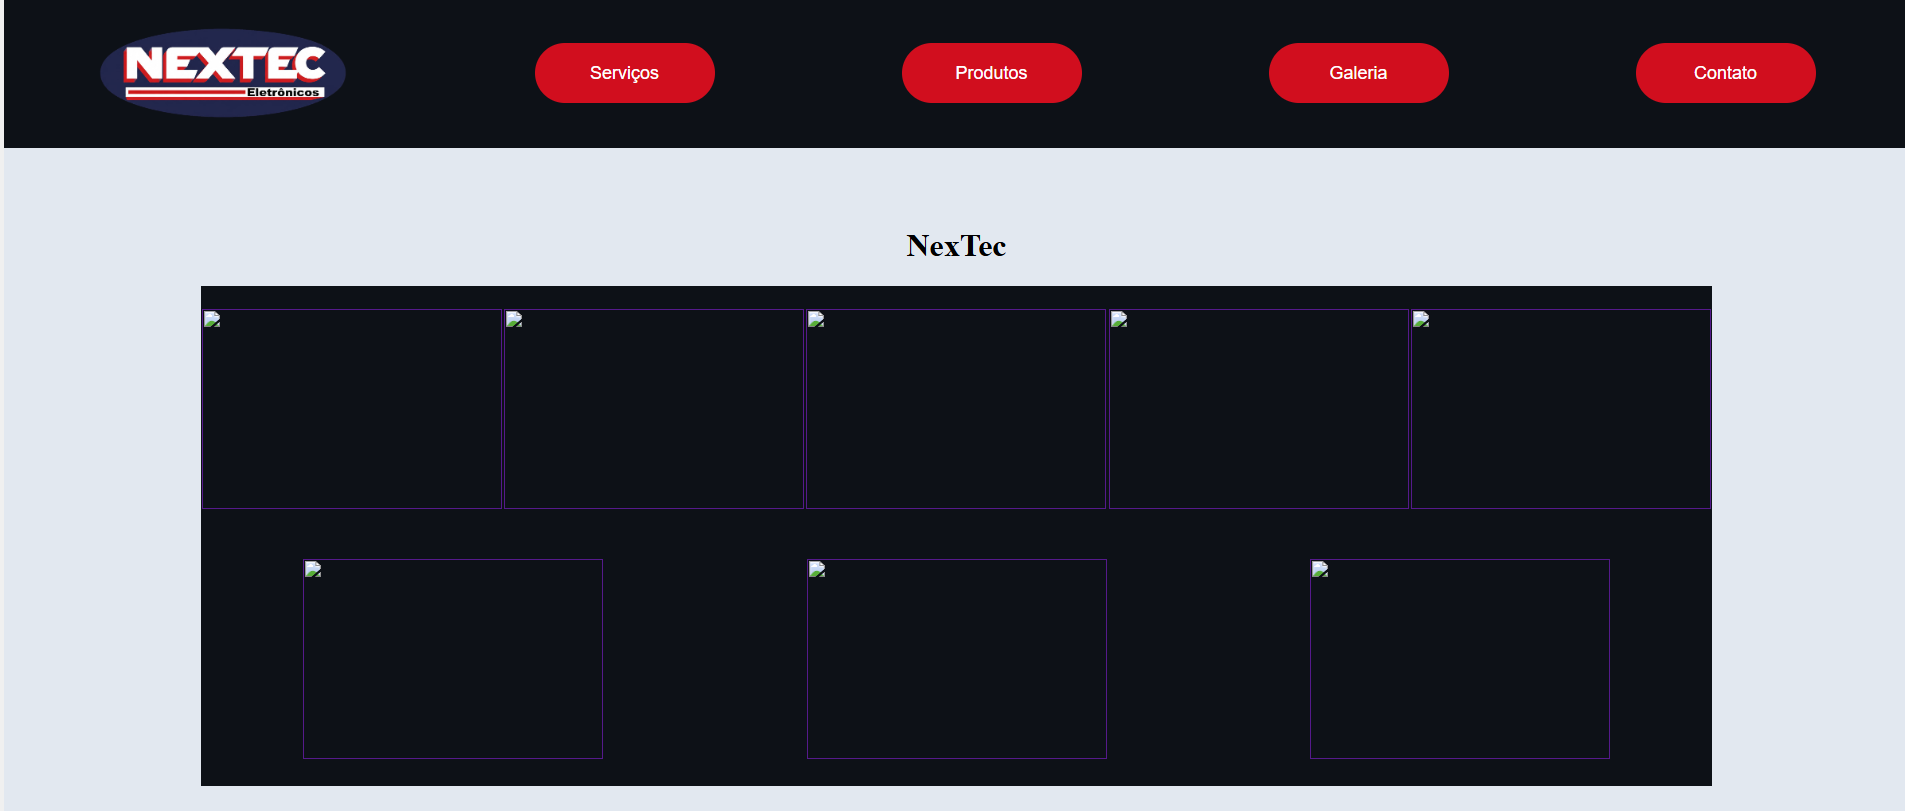 NEXTEC
Eletrônicos
Serviços
Produtos
Galeria
Contato
NexTec